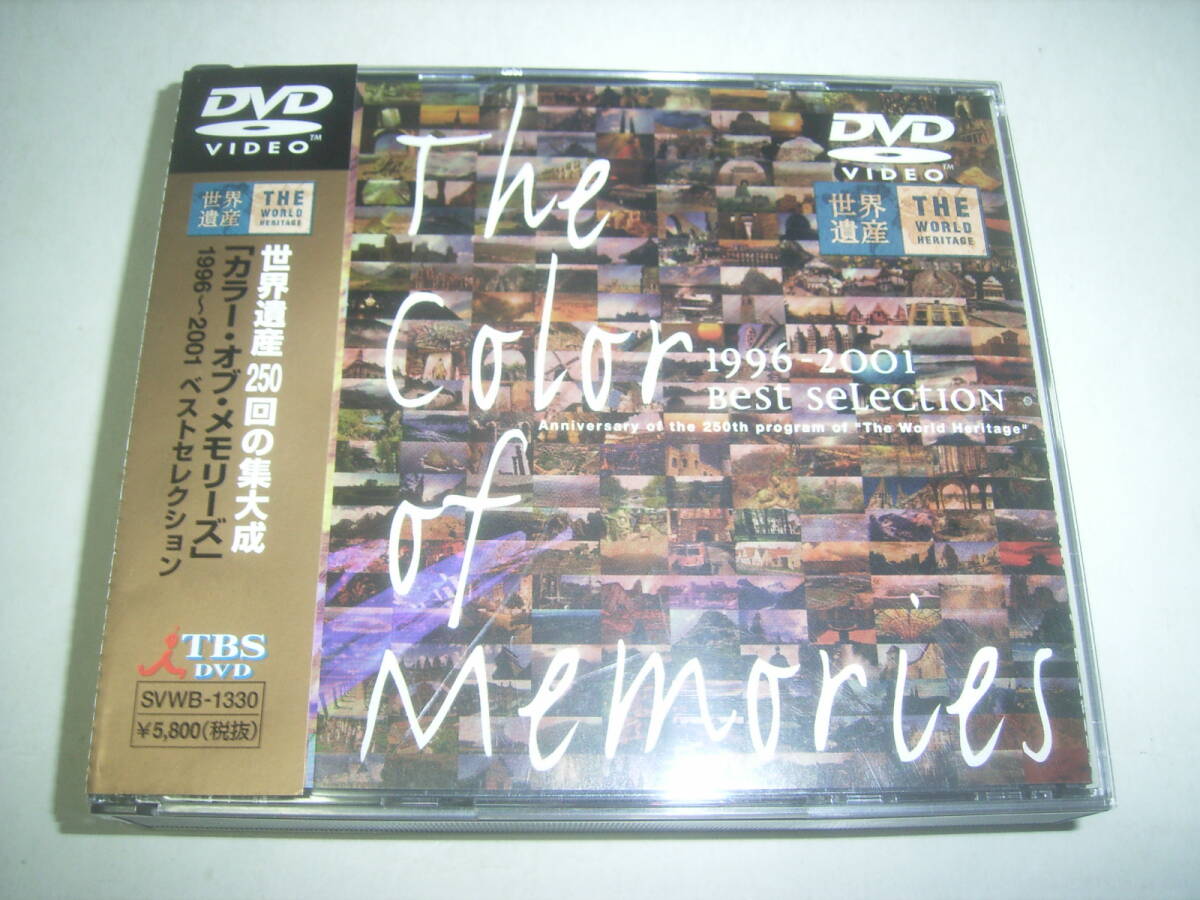 DVD
VIDEO™
世界
遺産
THE
WORLD
HERITAGE
世界遺産250回の集大成
「カラー・オブ・メモリーズ」
1996〜2001 ベストセレクション
TBS
DVD
SVWB-1330
¥5,800(税抜)
DVD
VIDEO™
世界
遺産
THE
WORLD
HERITAGE
The
Color
of
Memories
1996-2001
Best Selection
Anniversary of the 250th program of "The World Heritage"